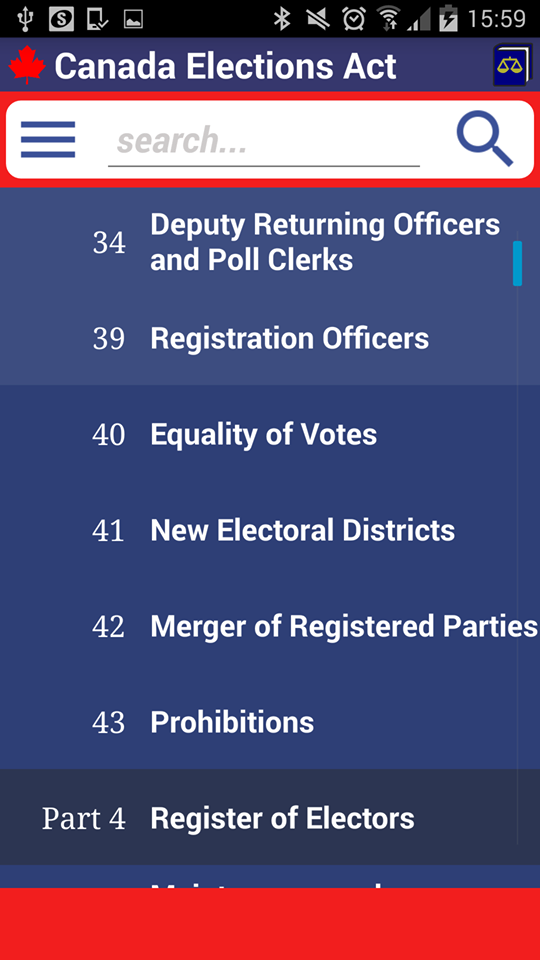 15:59
Canada Elections Act
search...
34 Deputy Returning Officers
and Poll Clerks
39 Registration Officers
40 Equality of Votes
41 New Electoral Districts
42 Merger of Registered Parties
43 Prohibitions
Part 4 Register of Electors